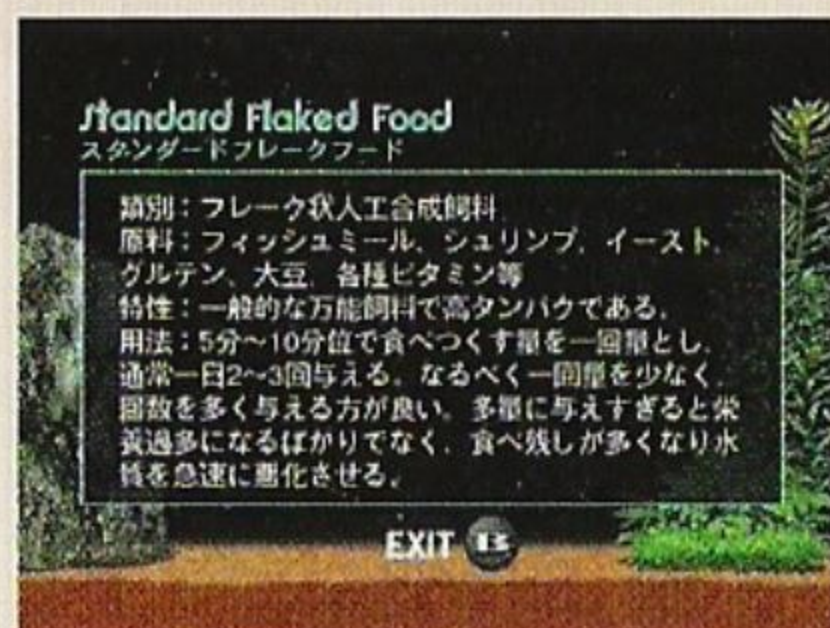 Standard Flaked Food
スタンダードフレークフード
類別：フレーク状人工合成飼料
原料：フィッシュミール、シュリンプ、イースト、
グルテン、大豆、各種ビタミン等
特性：一般的な万能飼料で高タンパクである。
用法：5分～10分位で食べつくす量を一回量とし、
通常一日2～3回与える。なるべく一回量を少なく、
回数を多く与える方が良い。多量に与えすぎると栄
養過多になるばかりでなく、食べ残しが多くなり水
質を急速に悪化させる。
EXIT B